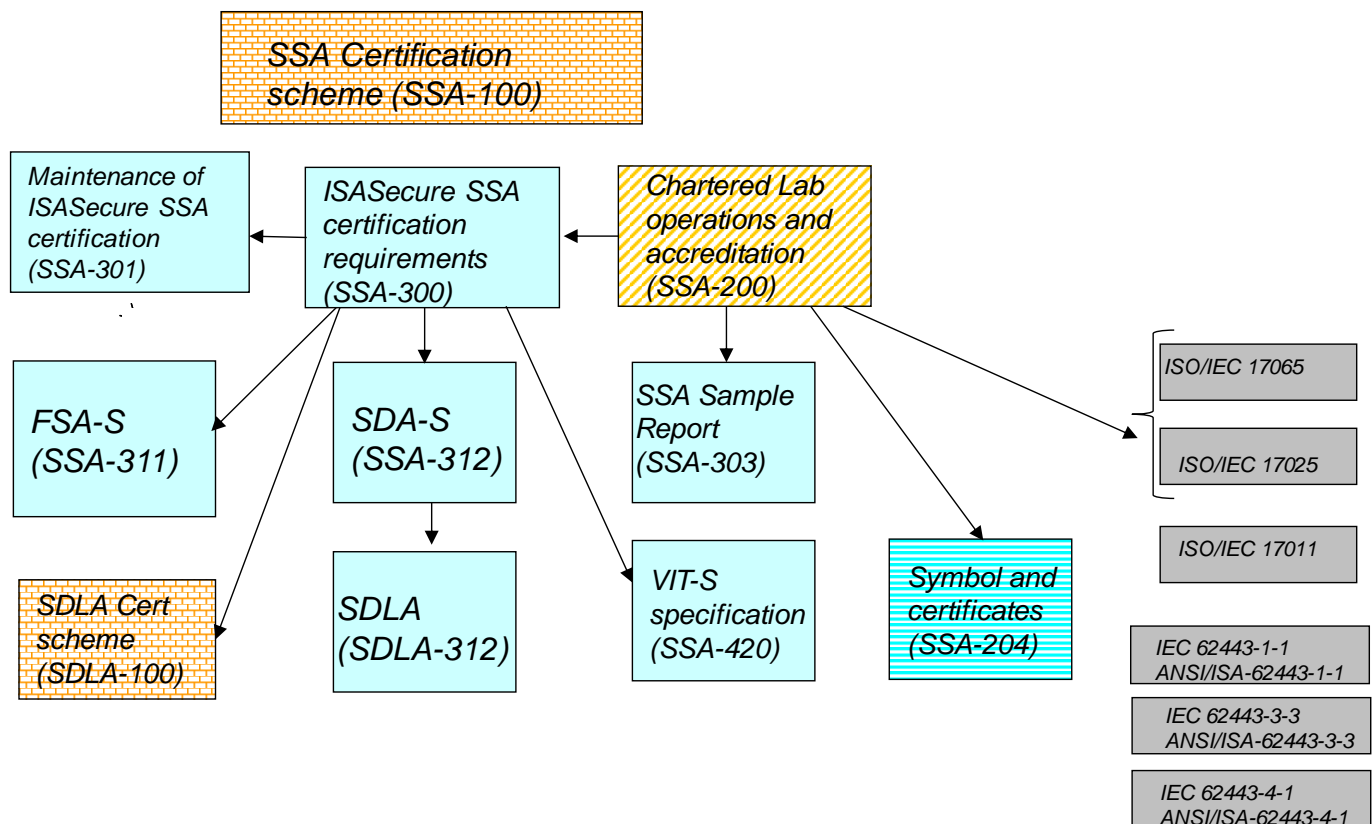 SSA Certification
scheme (SSA-100)
Maintenance of
ISASecure SSA
certification
(SSA-301)
ISASecure SSA
certification
requirements
(SSA-300)
Chartered Lab
operations and
accreditation
(SSA-200)
FSA-S
(SSA-311)
SDA-S
(SSA-312)
SSA Sample
Report
(SSA-303)
ISO/IEC 17065
ISO/IEC 17025
ISO/IEC 17011
SDLA Cert
scheme
(SDLA-100)
SDLA
(SDLA-312)
VIT-S
specification
(SSA-420)
Symbol and
certificates
(SSA-204)
IEC 62443-1-1
ANSI/ISA-62443-1-1
IEC 62443-3-3
ANSI/ISA-62443-3-3
IEC 62443-4-1
ANSI/ISA-62443-4-1